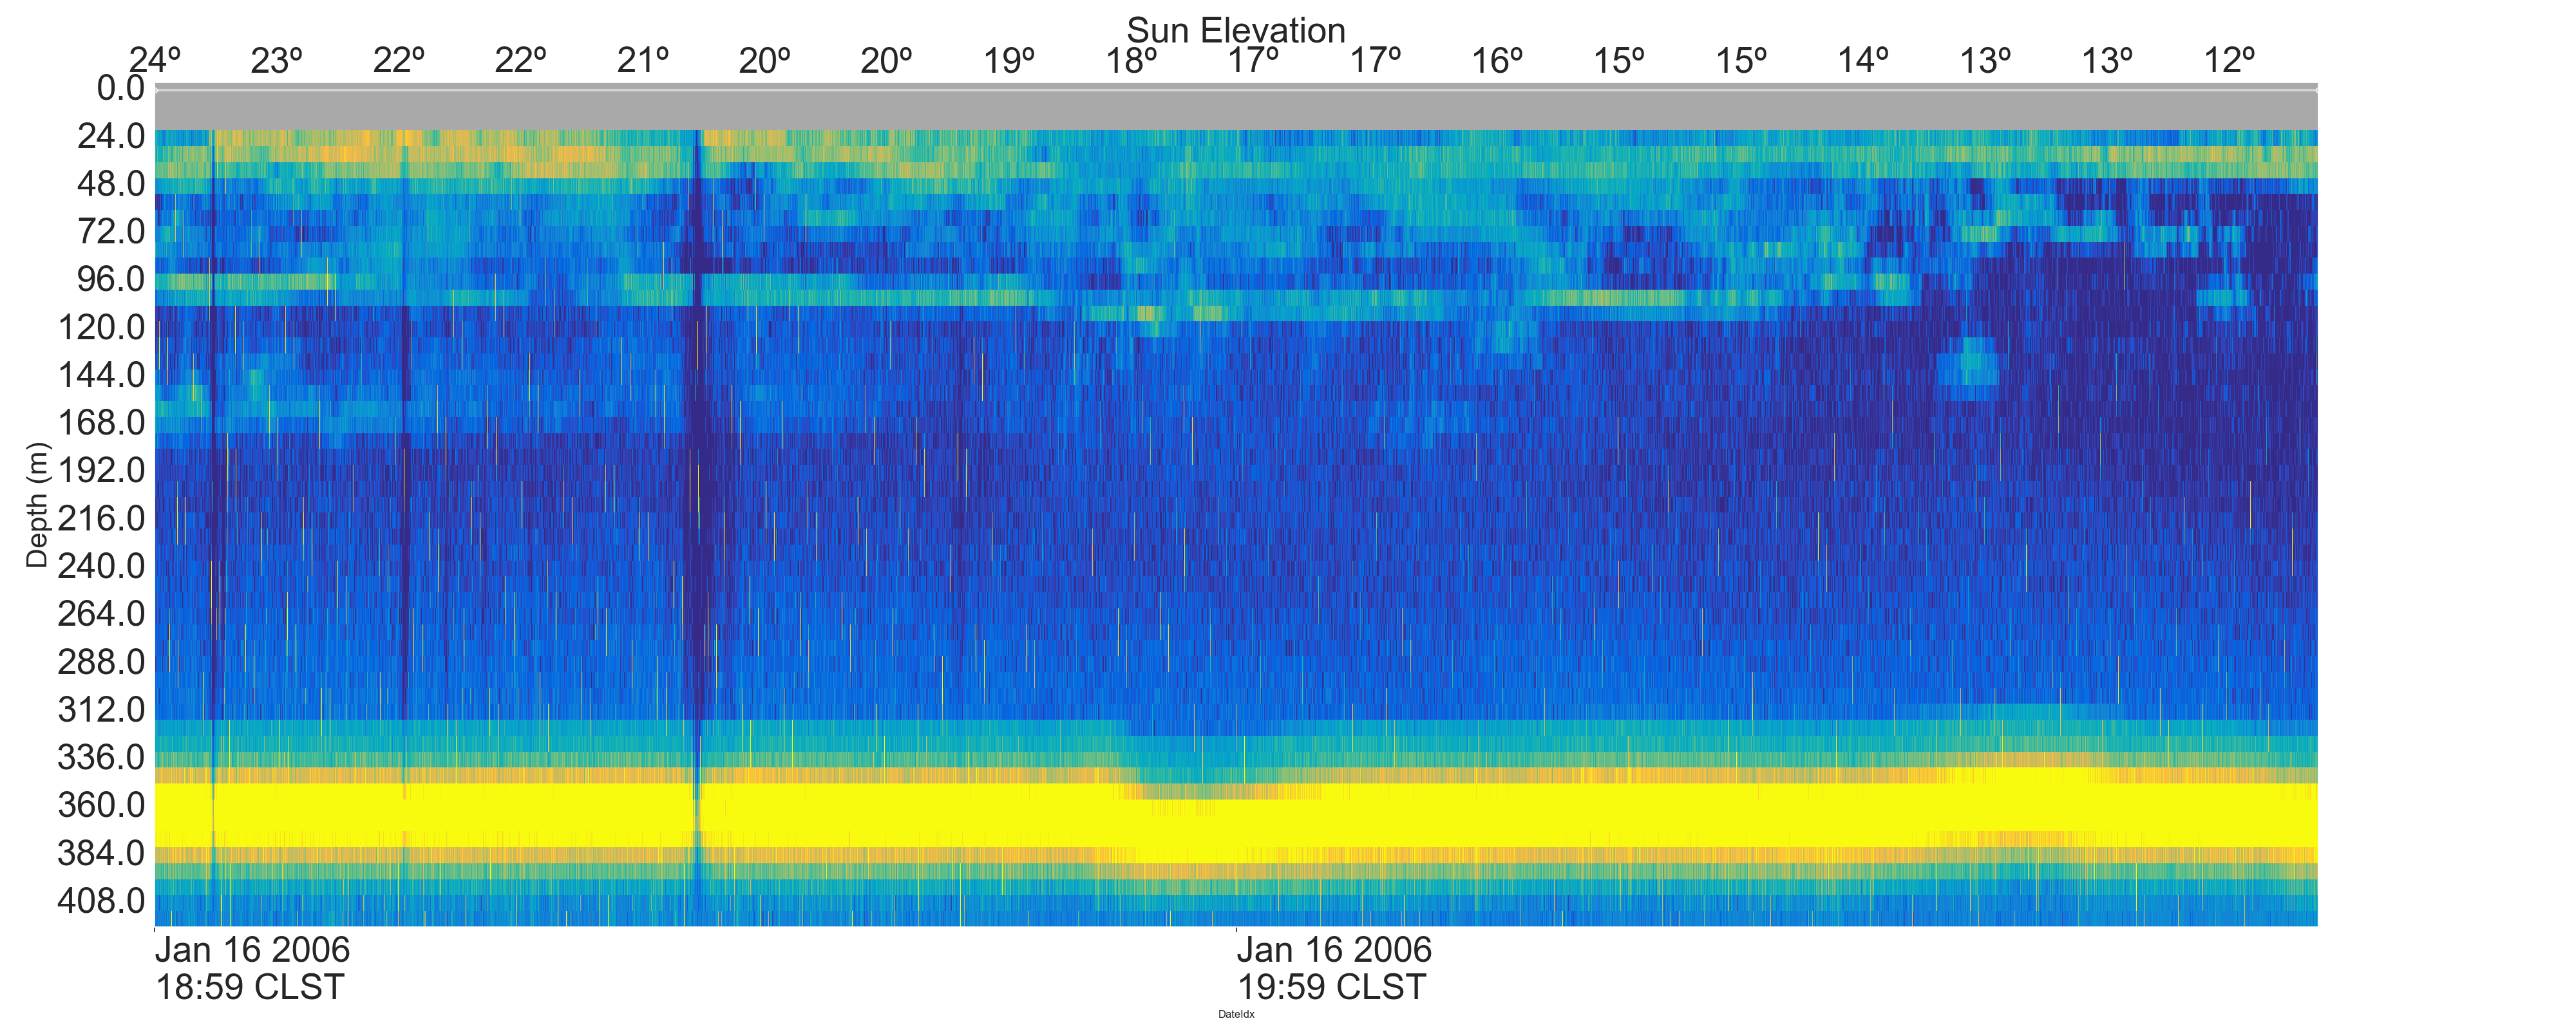 Sun Elevation
24º 23º 22º 22º 21º 20º 20º 19º 18º 17º 17º 16º 15º 15º 14º 13º 13º 12º
0.0
24.0
48.0
72.0
96.0
120.0
144.0
168.0
192.0
216.0
240.0
264.0
288.0
312.0
336.0
360.0
384.0
408.0
Depth (m)
Jan 16 2006
18:59 CLST
Jan 16 2006
19:59 CLST
DateIdx